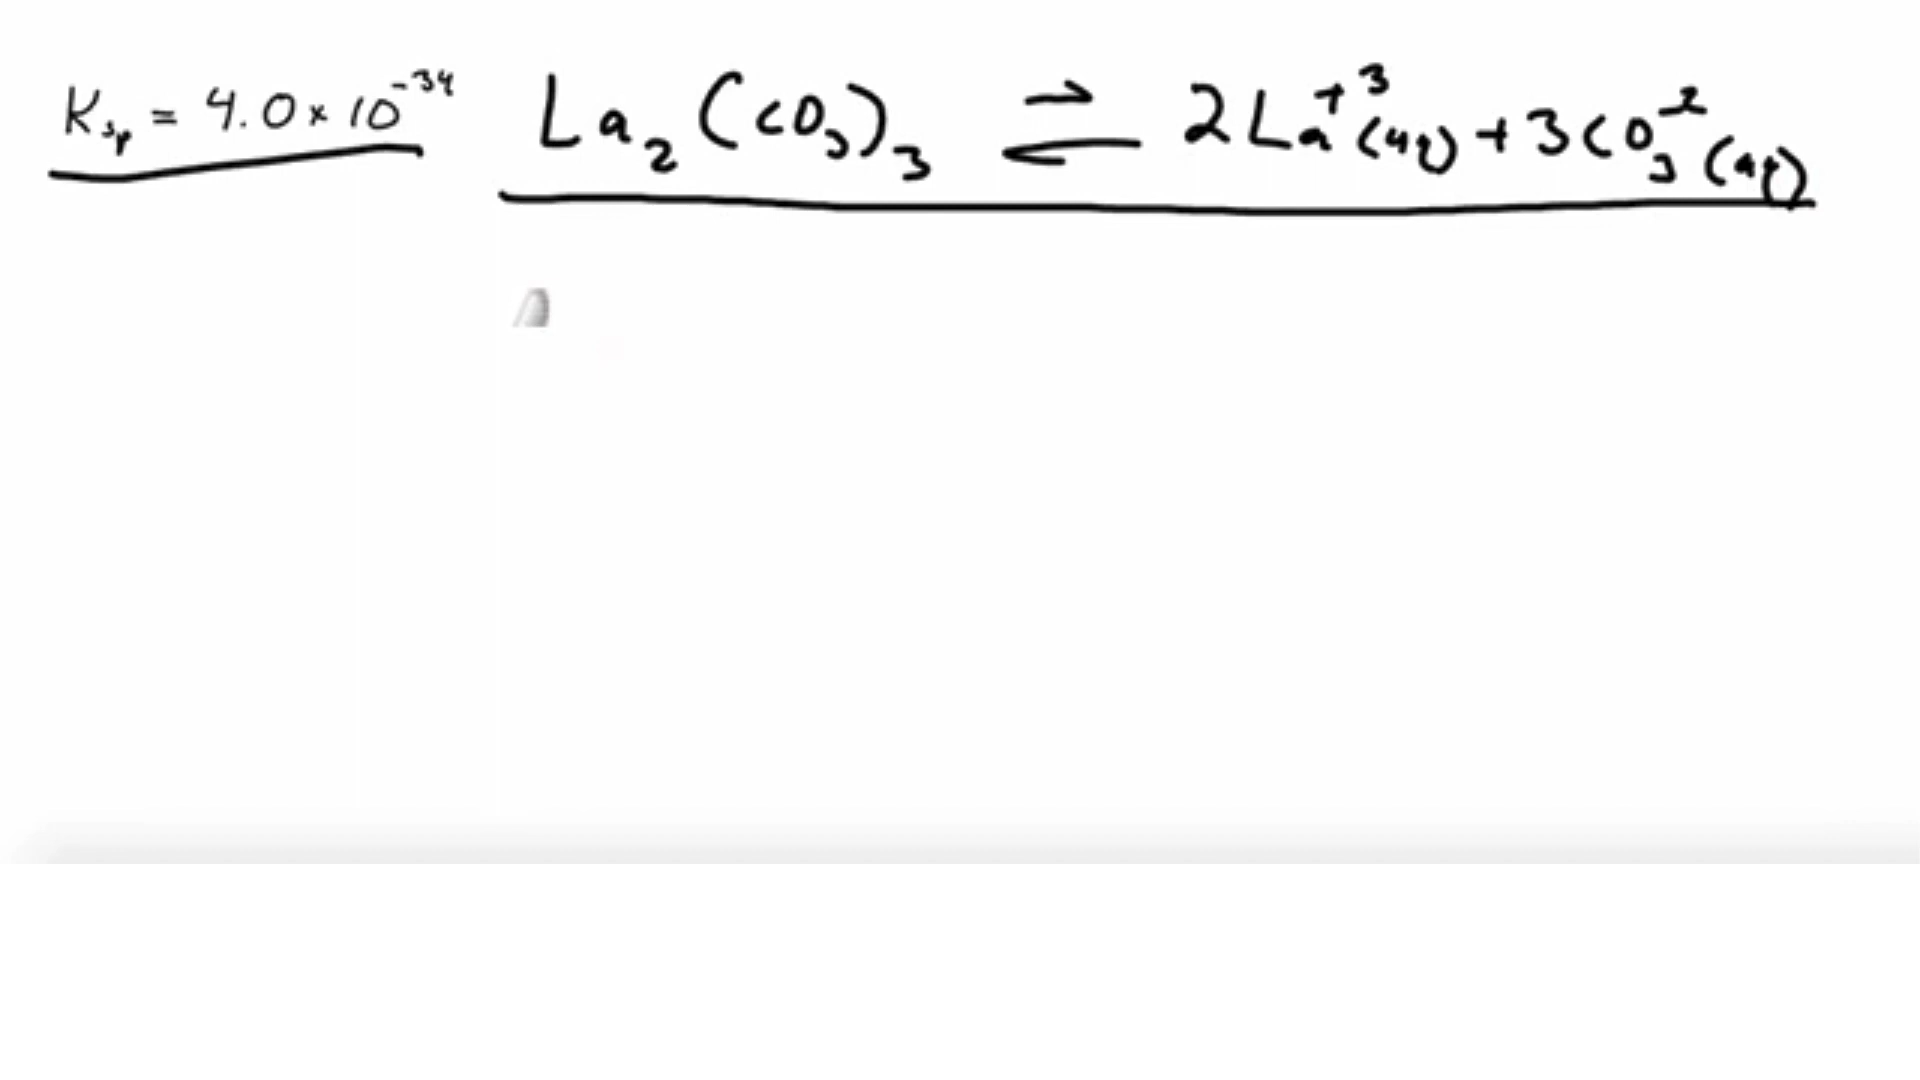 Ksp = 4.0 × 10⁻³⁴ La₂(CO₃)₃ ⇌ 2La⁺³(aq) + 3CO₃⁻²(aq)